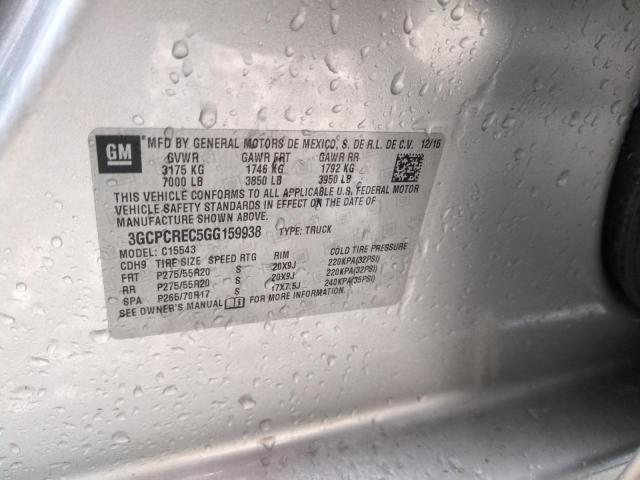 GM MFD BY GENERAL MOTORS DE MEXICO, S. DE R.L. DE C.V. 12/15
GVWR GAWR FRT GAWR RR
3175 KG 1746 KG 1792 KG
7000 LB 3850 LB 3950 LB
THIS VEHICLE CONFORMS TO ALL APPLICABLE U.S. FEDERAL MOTOR
VEHICLE SAFETY STANDARDS IN EFFECT ON THE DATE OF
MANUFACTURE SHOWN ABOVE.
3GCPCREC5GG159938 TYPE: TRUCK
MODEL: C15543
CDH9 TIRE SIZE SPEED RTG RIM COLD TIRE PRESSURE
FRT P275/55R20 S 20X9J 220KPA(32PSI)
RR P275/55R20 S 20X9J 220KPA(32PSI)
SPA P265/70R17 S 17X7.5J 240KPA(35PSI)
SEE OWNER'S MANUAL FOR MORE INFORMATION.